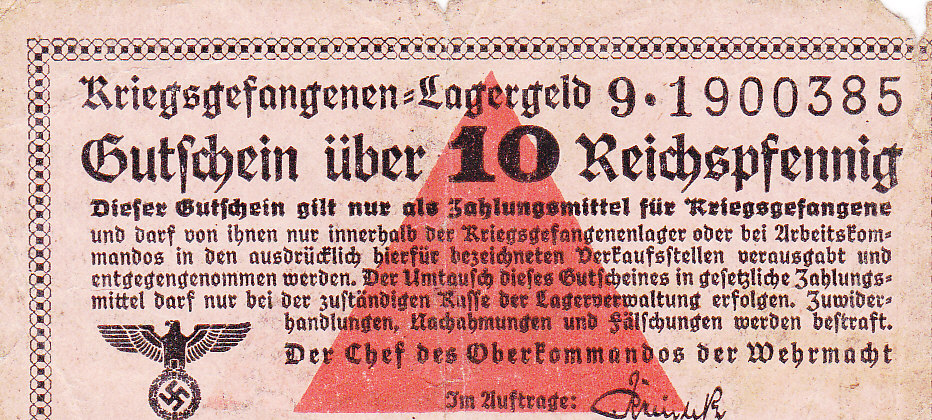 Kriegsgefangenen=Lagergeld 9·1900385
Gutschein über 10 Reichspfennig
Dieser Gutschein gilt nur als Zahlungsmittel für Kriegsgefangene
und darf von ihnen nur innerhalb der Kriegsgefangenenlager oder bei Arbeitskom=
mandos in den ausdrücklich hierfür bezeichneten Verkaufsstellen verausgabt und
entgegengenommen werden. Der Umtausch dieses Gutscheines in gesetzliche Zahlungs=
mittel darf nur bei der zuständigen Kasse der Lagerverwaltung erfolgen. Zuwider=
handlungen, Nachahmungen und Fälschungen werden bestraft.
Der Chef des Oberkommandos der Wehrmacht
Im Auftrage: